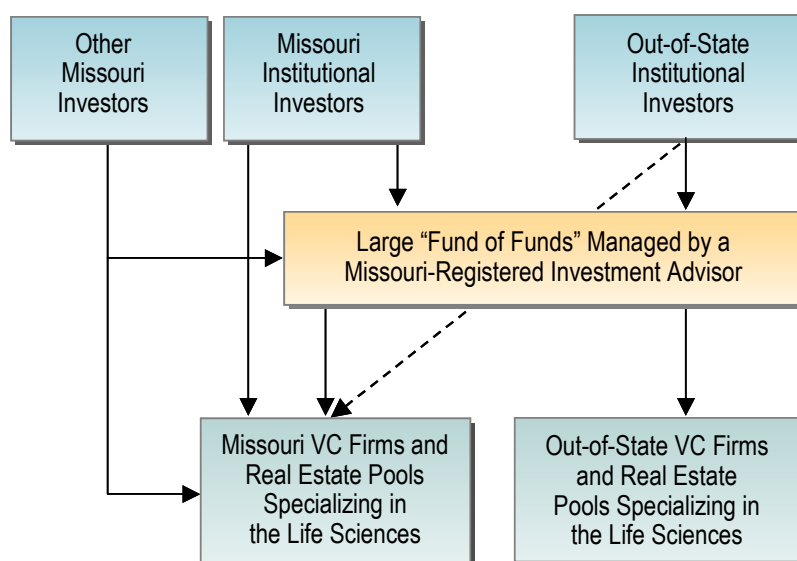 Other
Missouri
Investors
Missouri
Institutional
Investors
Out-of-State
Institutional
Investors
Large “Fund of Funds” Managed by a
Missouri-Registered Investment Advisor
Missouri VC Firms and
Real Estate Pools
Specializing in
the Life Sciences
Out-of-State VC Firms
and Real Estate
Pools Specializing in
the Life Sciences